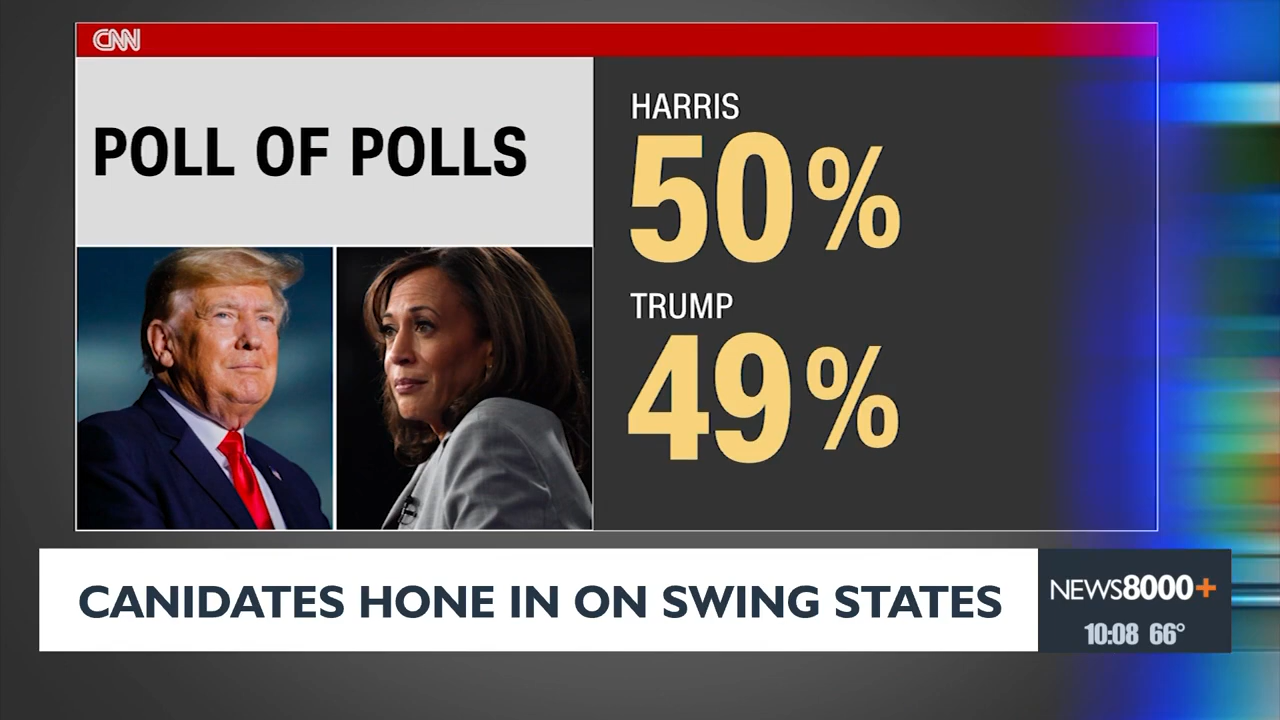 CNN
POLL OF POLLS
HARRIS
50%
TRUMP
49%
CANIDATES HONE IN ON SWING STATES
NEWS8000+
10:08 66°